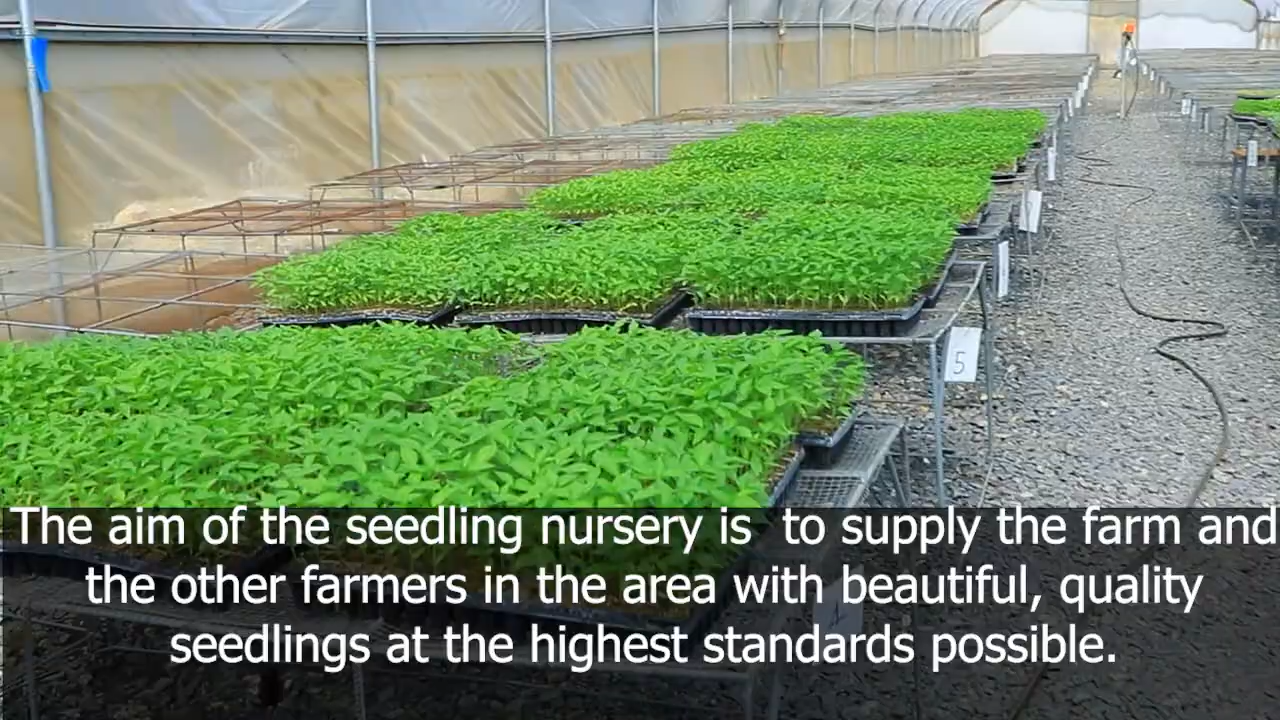 5
The aim of the seedling nursery is  to supply the farm and
the other farmers in the area with beautiful, quality
seedlings at the highest standards possible.